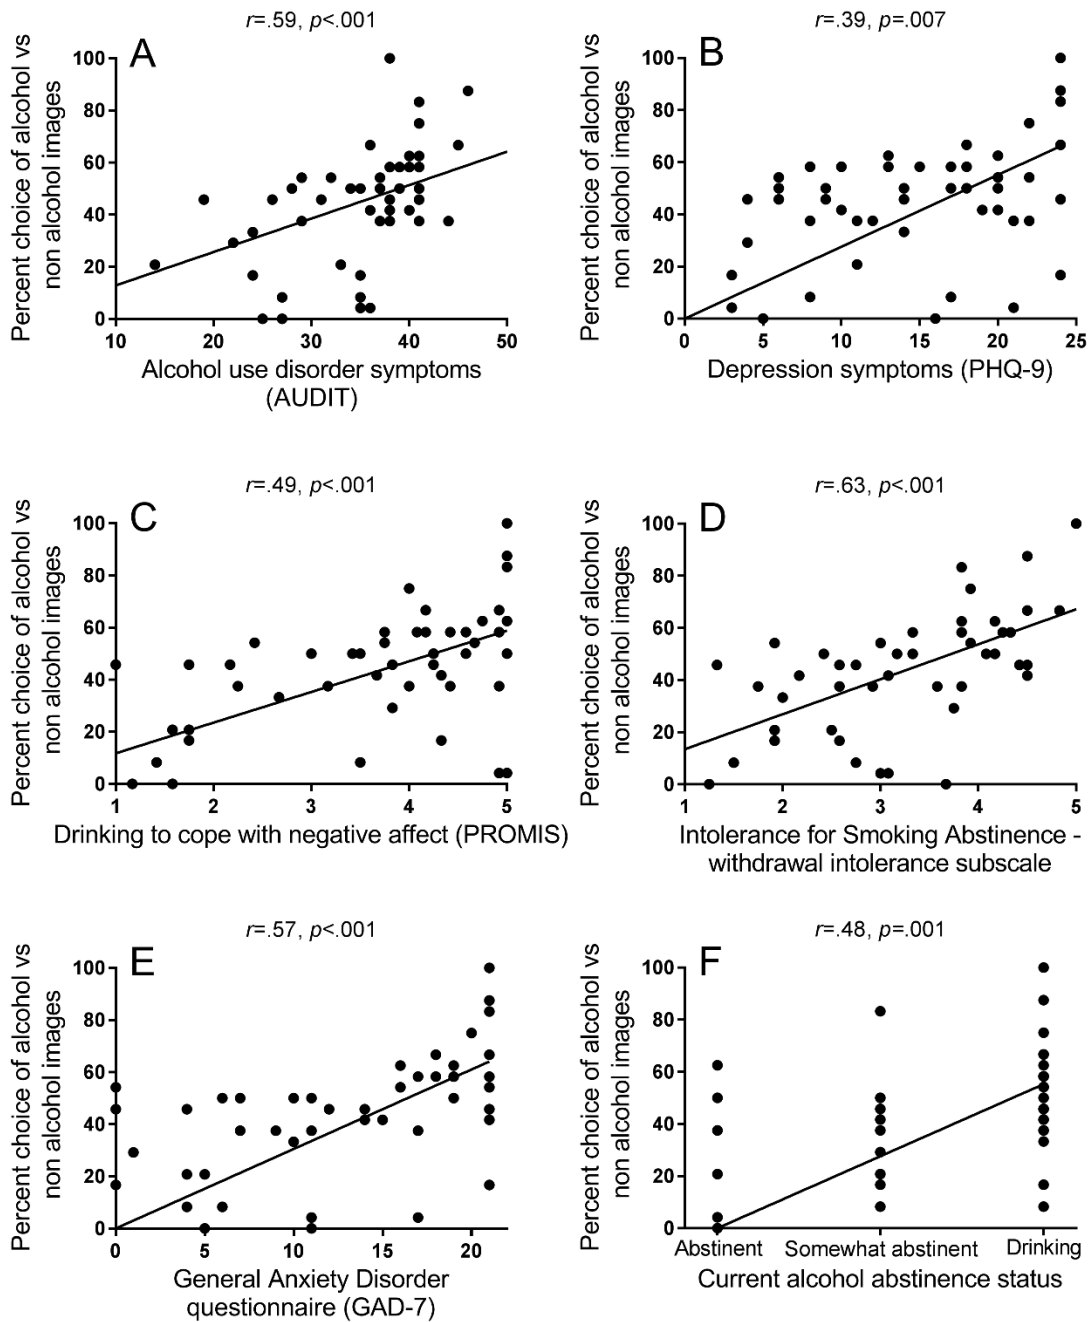 r=.59, p<.001
A
Percent choice of alcohol vs
non alcohol images
100
80
60
40
20
0
10
20
30
40
50
Alcohol use disorder symptoms
(AUDIT)
r=.39, p=.007
B
Percent choice of alcohol vs
non alcohol images
100
80
60
40
20
0
0
5
10
15
20
25
Depression symptoms (PHQ-9)
r=.49, p<.001
C
Percent choice of alcohol vs
non alcohol images
100
80
60
40
20
0
1
2
3
4
5
Drinking to cope with negative affect (PROMIS)
r=.63, p<.001
D
Percent choice of alcohol vs
non alcohol images
100
80
60
40
20
0
1
2
3
4
5
Intolerance for Smoking Abstinence -
withdrawal intolerance subscale
r=.57, p<.001
E
Percent choice of alcohol vs
non alcohol images
100
80
60
40
20
0
0
5
10
15
20
General Anxiety Disorder
questionnaire (GAD-7)
r=.48, p=.001
F
Percent choice of alcohol vs
non alcohol images
100
80
60
40
20
0
Abstinent
Somewhat abstinent
Drinking
Current alcohol abstinence status